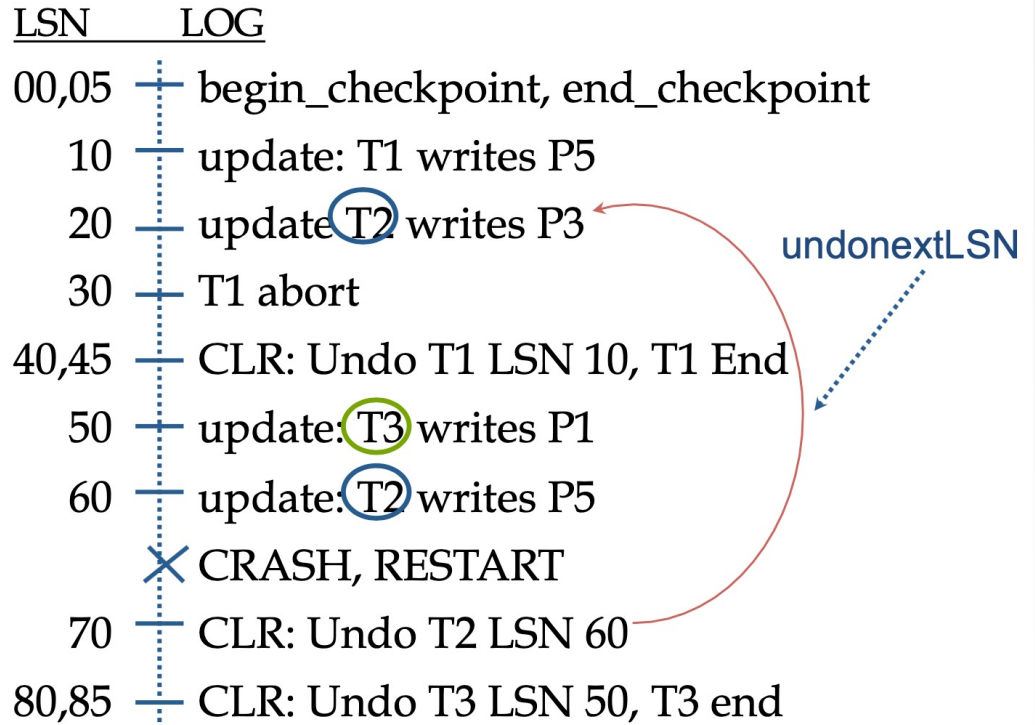 LSN LOG
00,05 begin_checkpoint, end_checkpoint
10 update: T1 writes P5
20 update T2 writes P3
undonextLSN
30 T1 abort
40,45 CLR: Undo T1 LSN 10, T1 End
50 update: T3 writes P1
60 update: T2 writes P5
CRASH, RESTART
70 CLR: Undo T2 LSN 60
80,85 CLR: Undo T3 LSN 50, T3 end